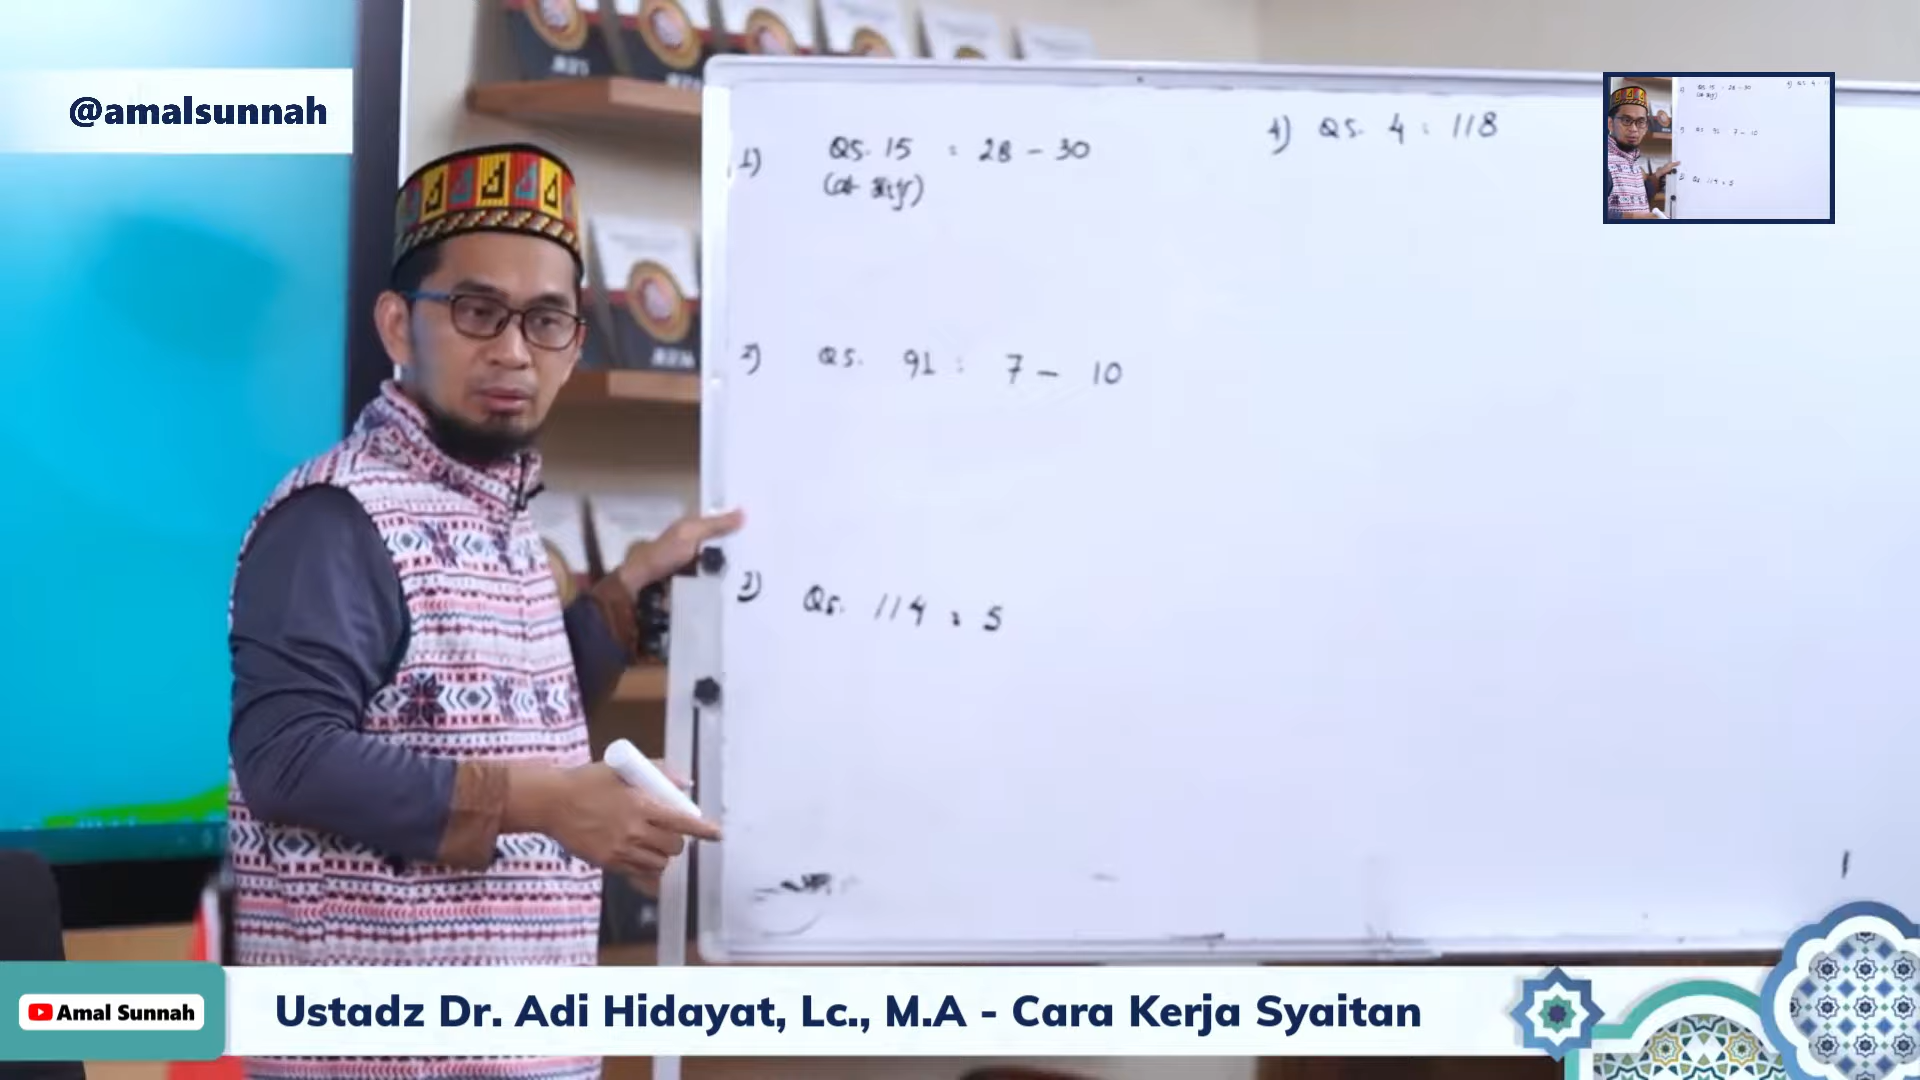 @amalsunnah
1) QS. 15 : 28 - 30
2) QS. 91 : 7 - 10
3) QS. 114 : 5
4) QS. 4 : 118
Amal Sunnah
Ustadz Dr. Adi Hidayat, Lc., M.A - Cara Kerja Syaitan